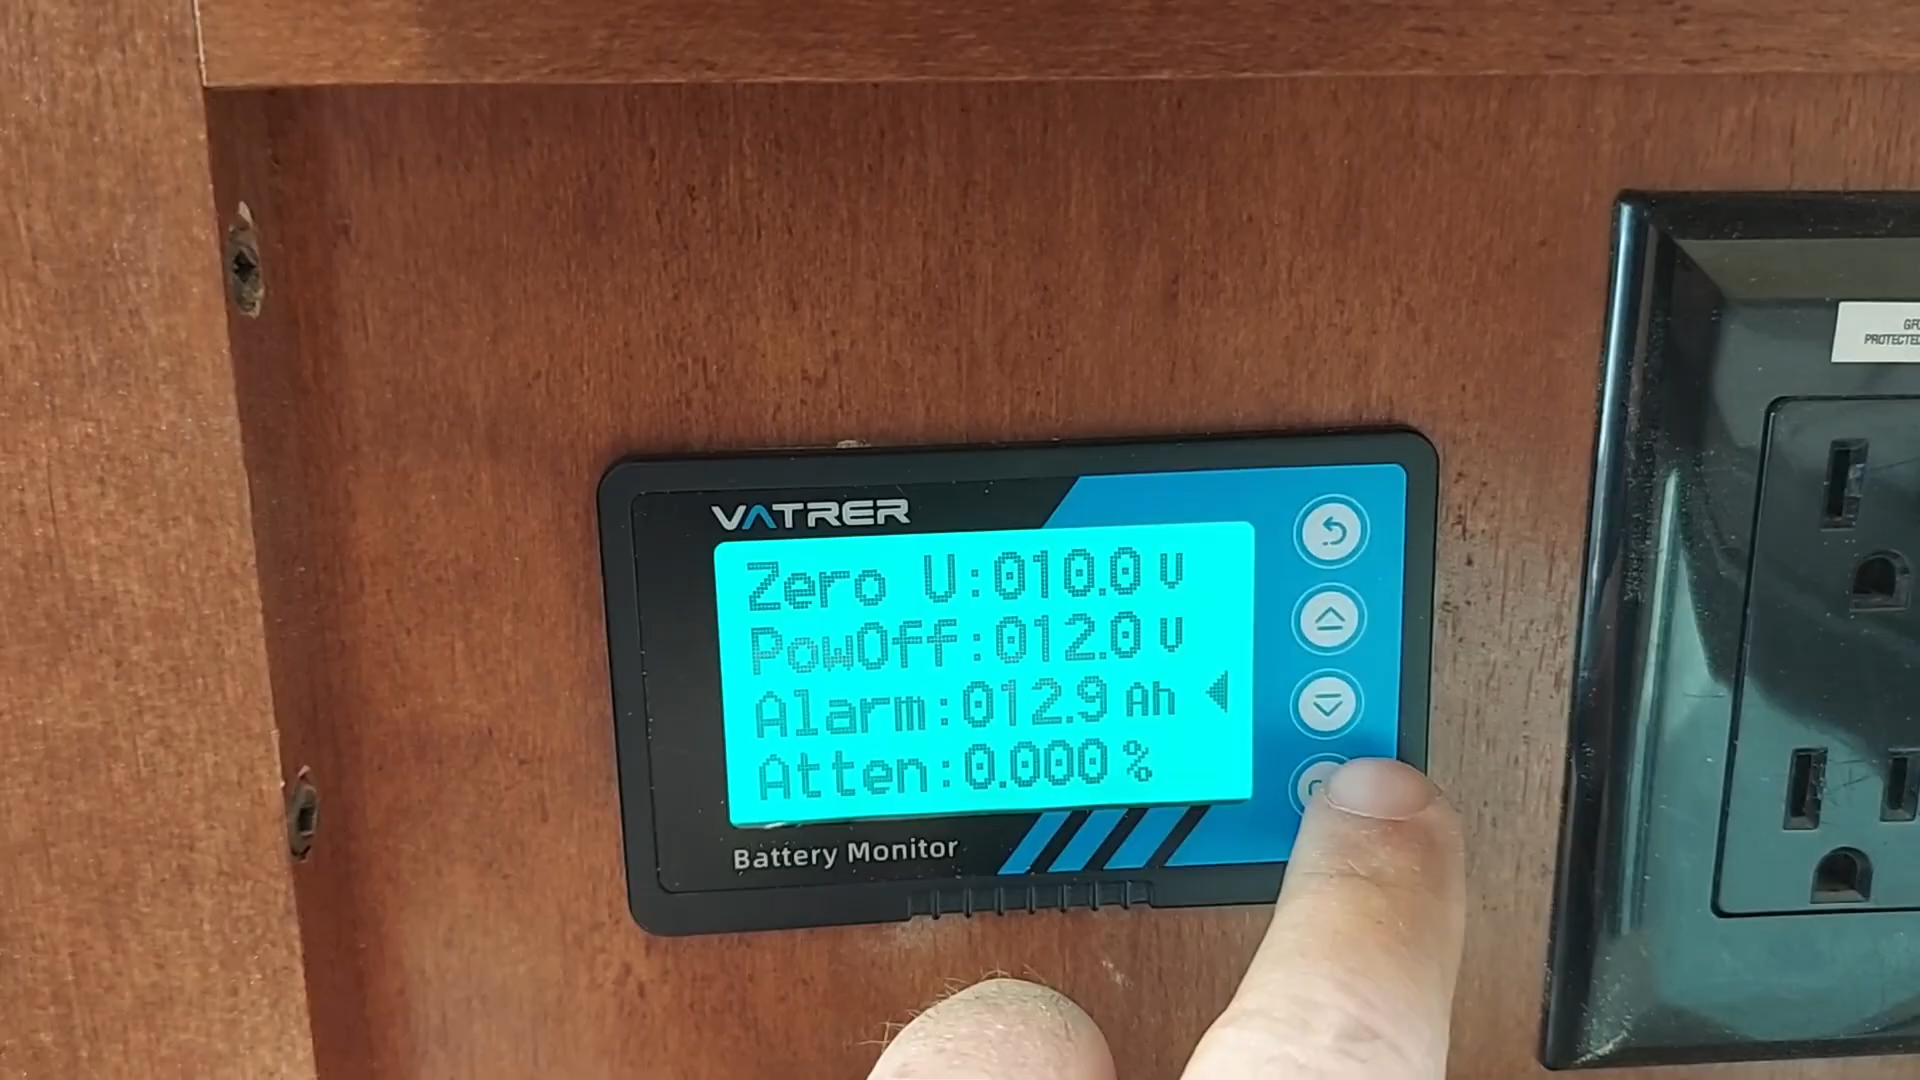 VATRER
Zero U:010.0 V
PowOff:012.0 V
Alarm:012.9 Ah
Atten:0.000 %
Battery Monitor
PROTECTED